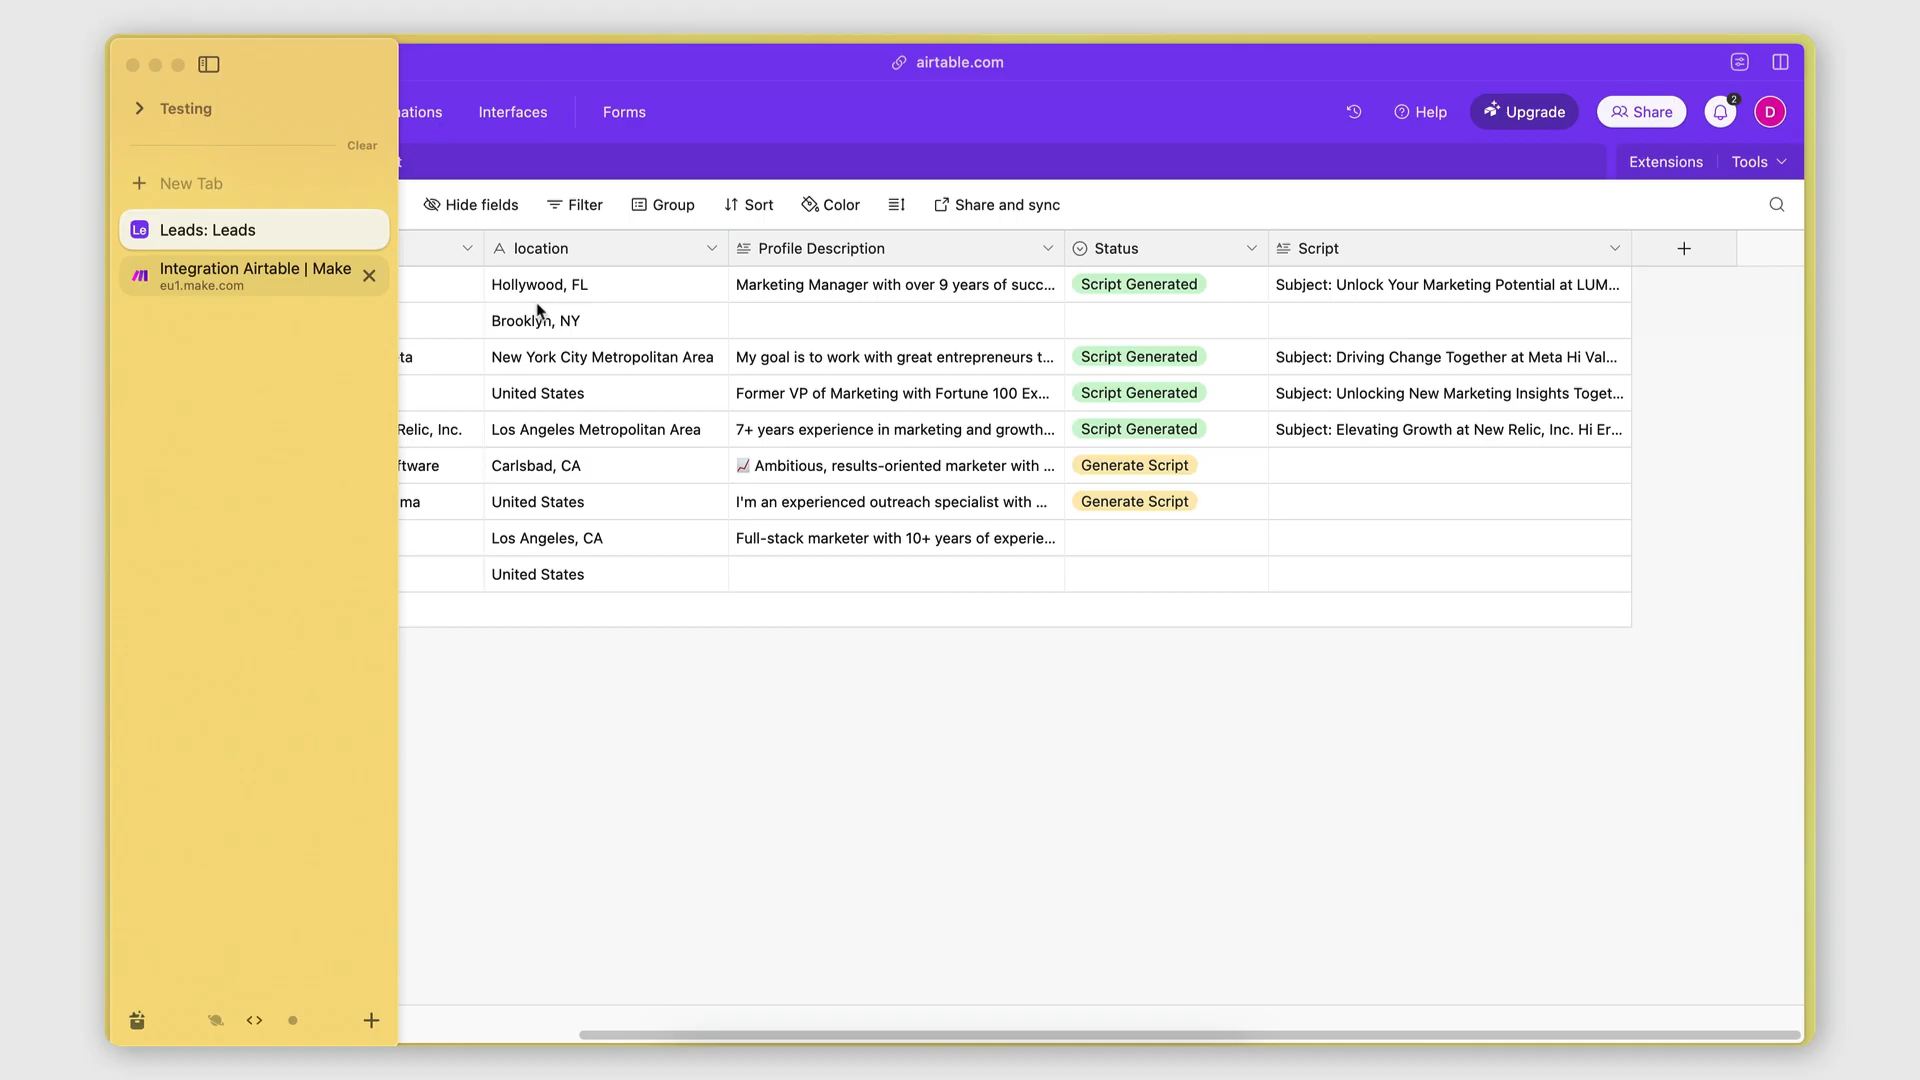 airtable.com
Testing
Clear
New Tab
Le
Leads: Leads
Integration Airtable | Make
eu1.make.com
ations Interfaces Forms
Help Upgrade Share 2 D
Extensions Tools
Hide fields Filter Group Sort Color Share and sync
location Profile Description Status Script
Hollywood, FL Marketing Manager with over 9 years of succ... Script Generated Subject: Unlock Your Marketing Potential at LUM...
Brooklyn, NY
ta New York City Metropolitan Area My goal is to work with great entrepreneurs t... Script Generated Subject: Driving Change Together at Meta Hi Val...
United States Former VP of Marketing with Fortune 100 Ex... Script Generated Subject: Unlocking New Marketing Insights Toget...
Relic, Inc. Los Angeles Metropolitan Area 7+ years experience in marketing and growth... Script Generated Subject: Elevating Growth at New Relic, Inc. Hi Er...
ftware Carlsbad, CA 📈 Ambitious, results-oriented marketer with ... Generate Script
ma United States I'm an experienced outreach specialist with ... Generate Script
Los Angeles, CA Full-stack marketer with 10+ years of experie...
United States